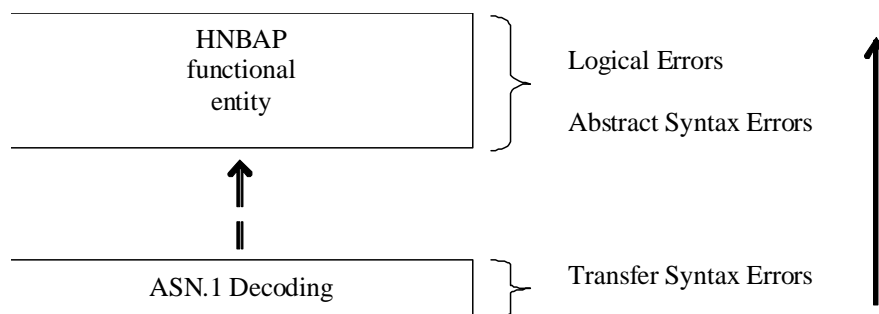 HNBAP
functional
entity
Logical Errors
Abstract Syntax Errors
ASN.1 Decoding
Transfer Syntax Errors